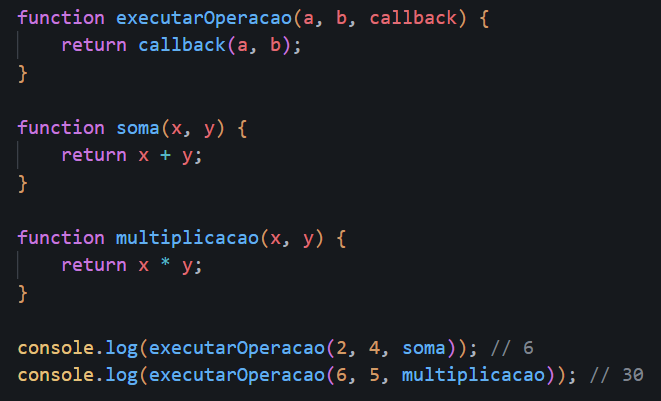 function executarOperacao(a, b, callback) {
    return callback(a, b);
}

function soma(x, y) {
    return x + y;
}

function multiplicacao(x, y) {
    return x * y;
}

console.log(executarOperacao(2, 4, soma)); // 6
console.log(executarOperacao(6, 5, multiplicacao)); // 30